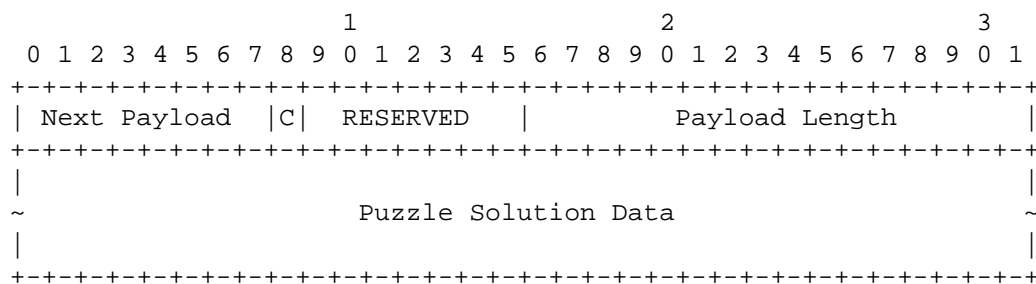 1                   2                   3
 0 1 2 3 4 5 6 7 8 9 0 1 2 3 4 5 6 7 8 9 0 1 2 3 4 5 6 7 8 9 0 1
+-+-+-+-+-+-+-+-+-+-+-+-+-+-+-+-+-+-+-+-+-+-+-+-+-+-+-+-+-+-+-+-+
| Next Payload  |C|  RESERVED   |         Payload Length        |
+-+-+-+-+-+-+-+-+-+-+-+-+-+-+-+-+-+-+-+-+-+-+-+-+-+-+-+-+-+-+-+-+
|                                                               |
~                     Puzzle Solution Data                      ~
|                                                               |
+-+-+-+-+-+-+-+-+-+-+-+-+-+-+-+-+-+-+-+-+-+-+-+-+-+-+-+-+-+-+-+-+